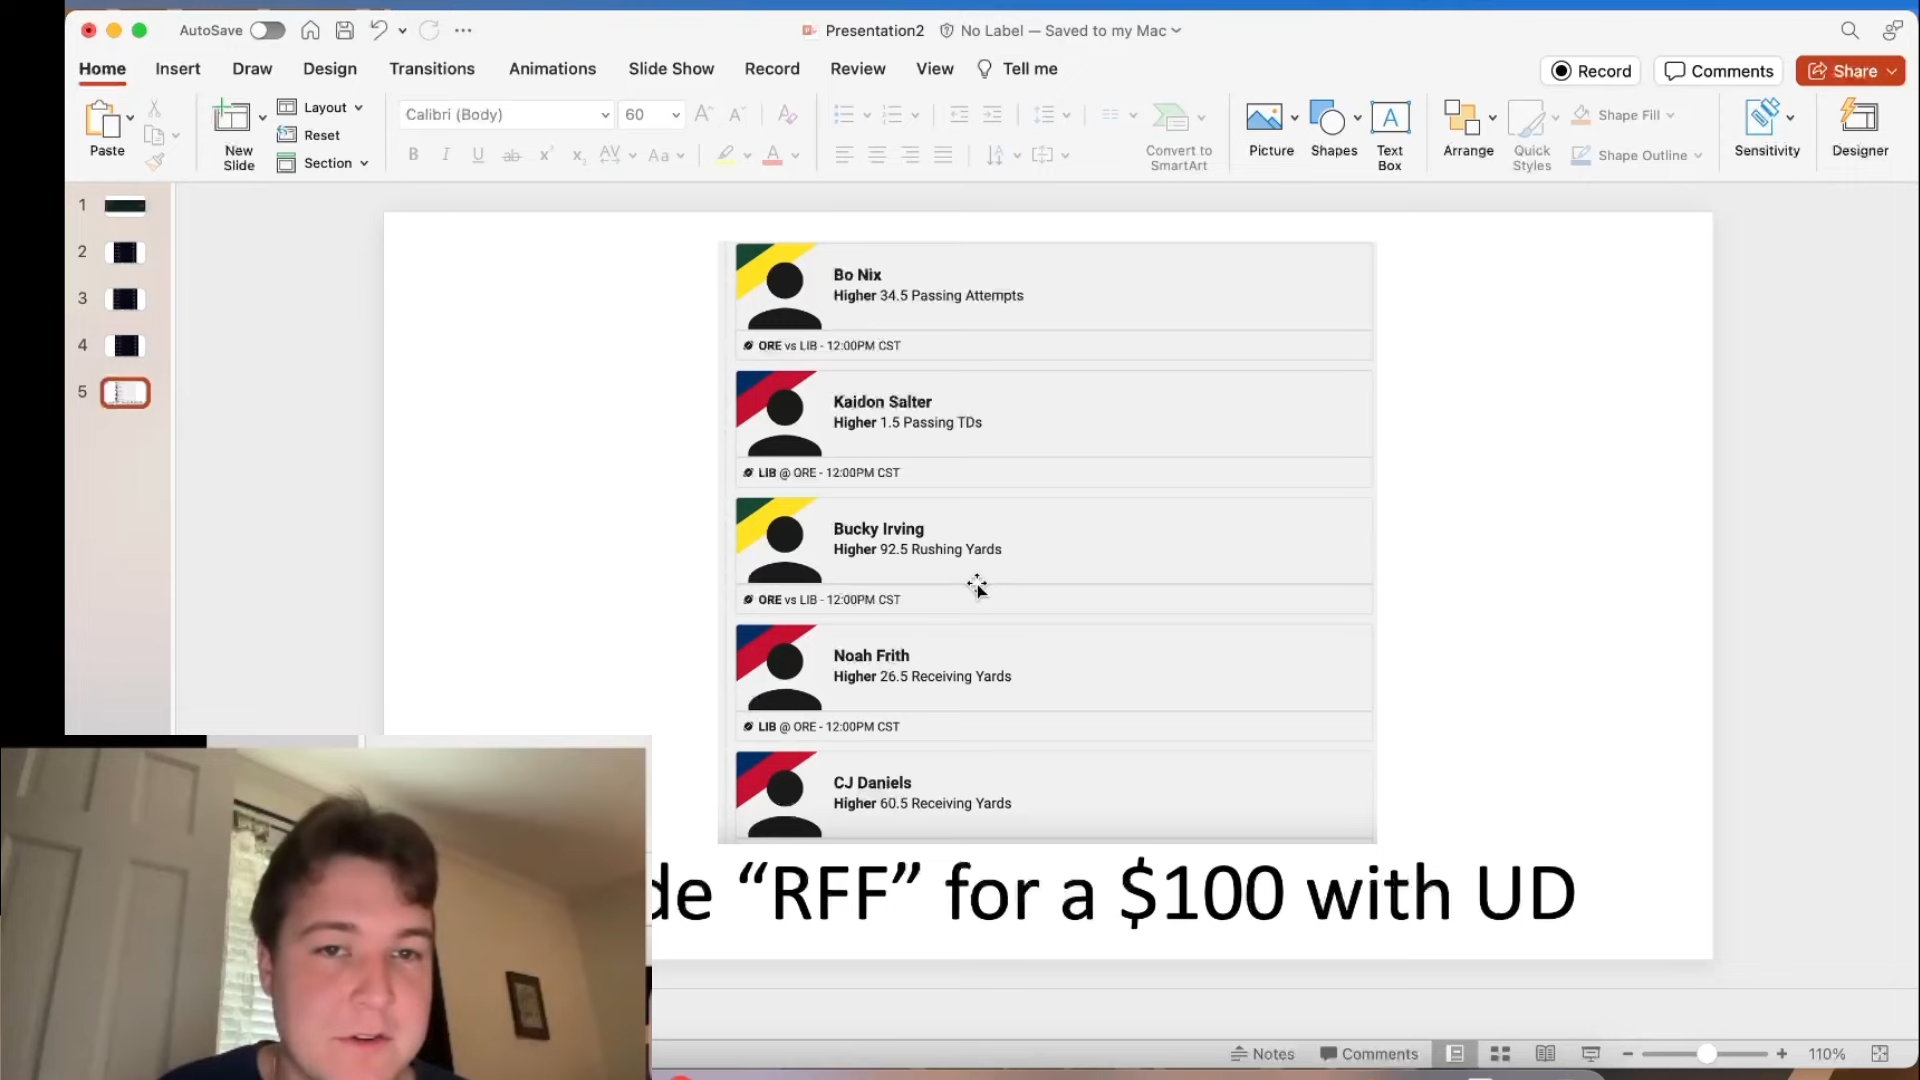 AutoSave
Presentation2
No Label — Saved to my Mac
Home
Insert
Draw
Design
Transitions
Animations
Slide Show
Record
Review
View
Tell me
Record
Comments
Share
Paste
New
Slide
Layout
Reset
Section
Calibri (Body)
60
Convert to
SmartArt
Picture
Shapes
Text
Box
Arrange
Quick
Styles
Shape Fill
Shape Outline
Sensitivity
Designer
1
2
3
4
5
Bo Nix
Higher 34.5 Passing Attempts
ORE vs LIB - 12:00PM CST
Kaidon Salter
Higher 1.5 Passing TDs
LIB @ ORE - 12:00PM CST
Bucky Irving
Higher 92.5 Rushing Yards
ORE vs LIB - 12:00PM CST
Noah Frith
Higher 26.5 Receiving Yards
LIB @ ORE - 12:00PM CST
CJ Daniels
Higher 60.5 Receiving Yards
de “RFF” for a $100 with UD
Notes
Comments
110%